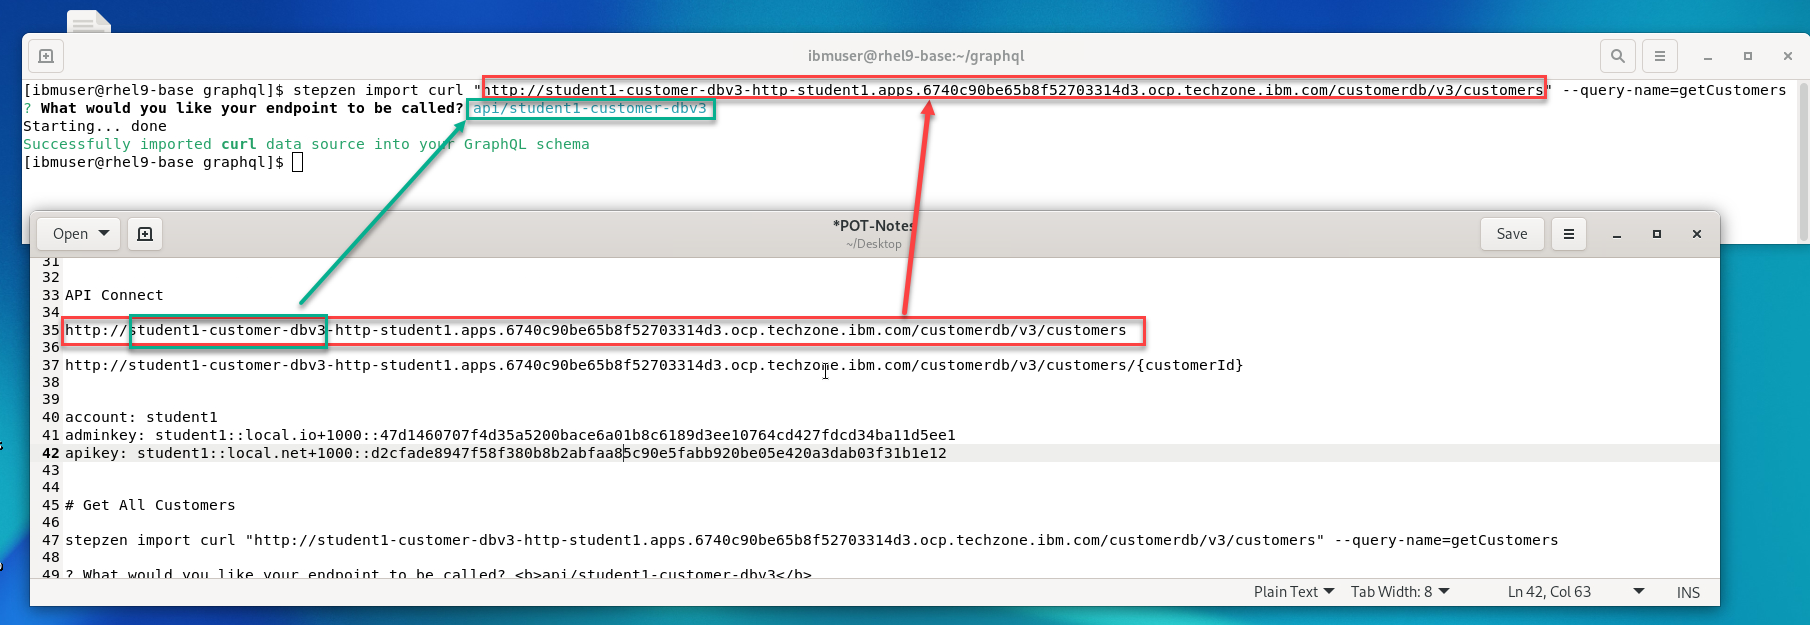 ibmuser@rhel9-base:~/graphql
[ibmuser@rhel9-base graphql]$ stepzen import curl "http://student1-customer-dbv3-http-student1.apps.6740c90be65b8f52703314d3.ocp.techzone.ibm.com/customerdb/v3/customers" --query-name=getCustomers
? What would you like your endpoint to be called? api/student1-customer-dbv3
Starting... done
Successfully imported curl data source into your GraphQL schema
[ibmuser@rhel9-base graphql]$
Open
*POT-Notes
~/Desktop
Save
31
32
33 API Connect
34
35 http://student1-customer-dbv3-http-student1.apps.6740c90be65b8f52703314d3.ocp.techzone.ibm.com/customerdb/v3/customers
36
37 http://student1-customer-dbv3-http-student1.apps.6740c90be65b8f52703314d3.ocp.techzone.ibm.com/customerdb/v3/customers/{customerId}
38
39
40 account: student1
41 adminkey: student1::local.io+1000::47d1460707f4d35a5200bace6a01b8c6189d3ee10764cd427fdcd34ba11d5ee1
42 apikey: student1::local.net+1000::d2cfade8947f58f380b8b2abfaa85c90e5fabb920be05e420a3dab03f31b1e12
43
44
45 # Get All Customers
46
47 stepzen import curl "http://student1-customer-dbv3-http-student1.apps.6740c90be65b8f52703314d3.ocp.techzone.ibm.com/customerdb/v3/customers" --query-name=getCustomers
48
49 ? What would you like your endpoint to be called? <b>api/student1-customer-dbv3</b>
Plain Text Tab Width: 8 Ln 42, Col 63 INS